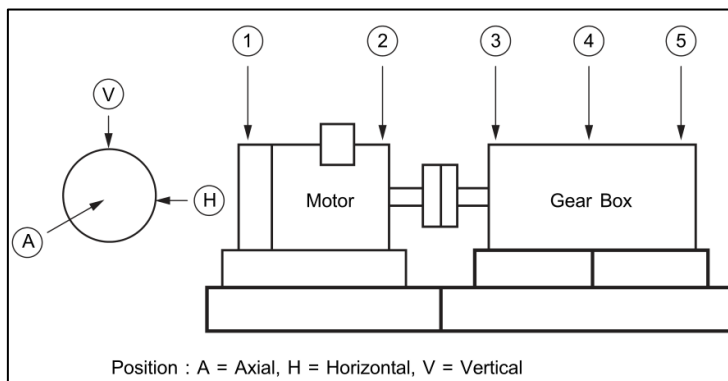 1 2 3 4 5
V
H
A
Motor
Gear Box
Position : A = Axial, H = Horizontal, V = Vertical